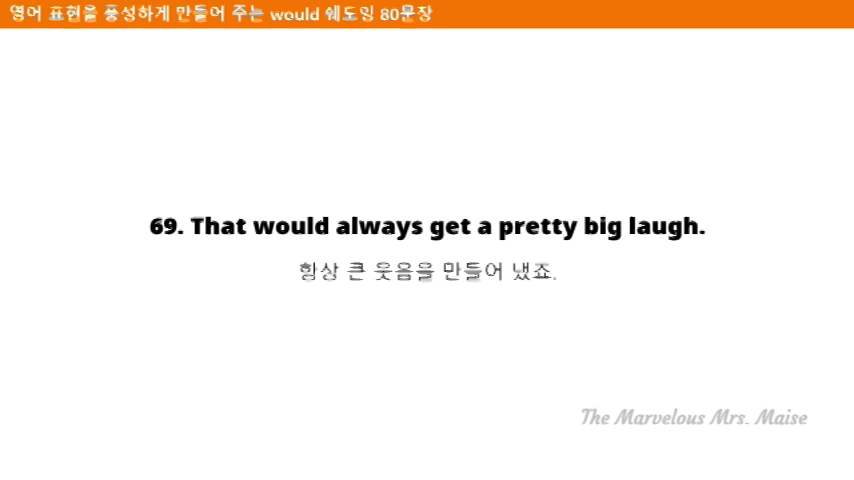 영어 표현을 풍성하게 만들어 주는 would 쉐도잉 80문장
69. That would always get a pretty big laugh.
항상 큰 웃음을 만들어 냈죠.
The Marvelous Mrs. Maise